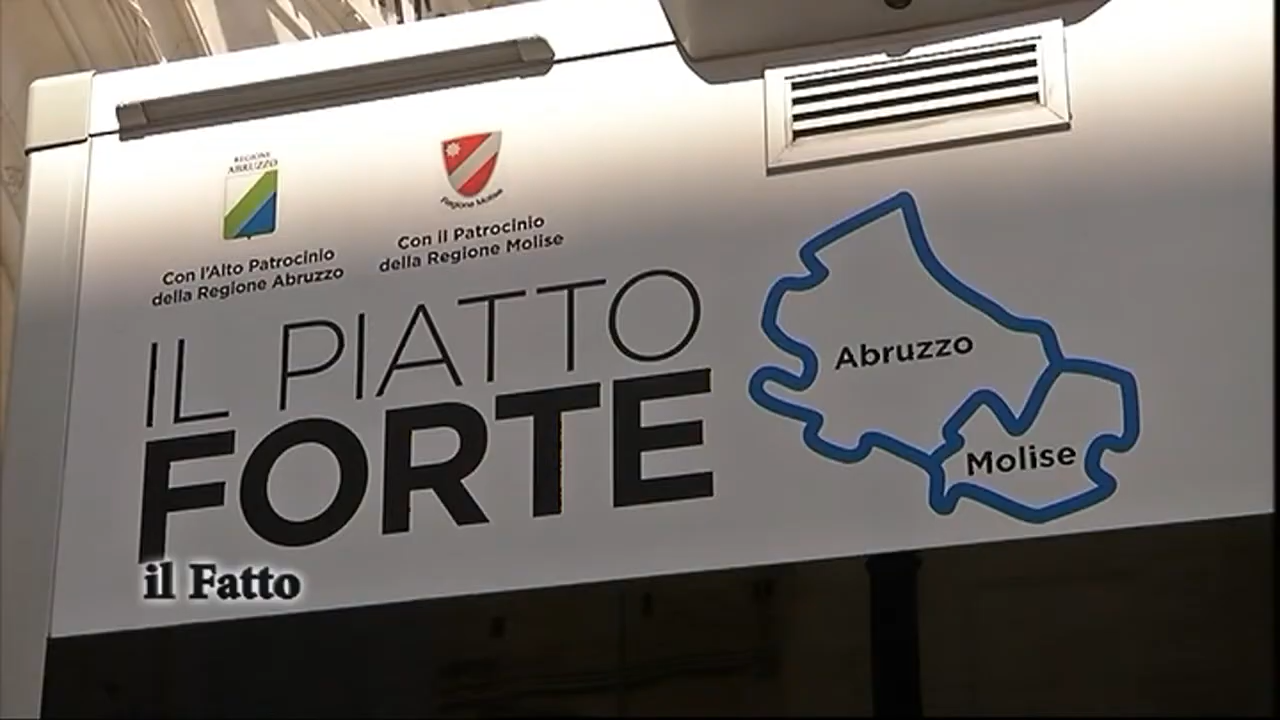 REGIONE
ABRUZZO
Regione Molise
Con l'Alto Patrocinio
della Regione Abruzzo
Con il Patrocinio
della Regione Molise
IL PIATTO
FORTE
Abruzzo
Molise
il Fatto